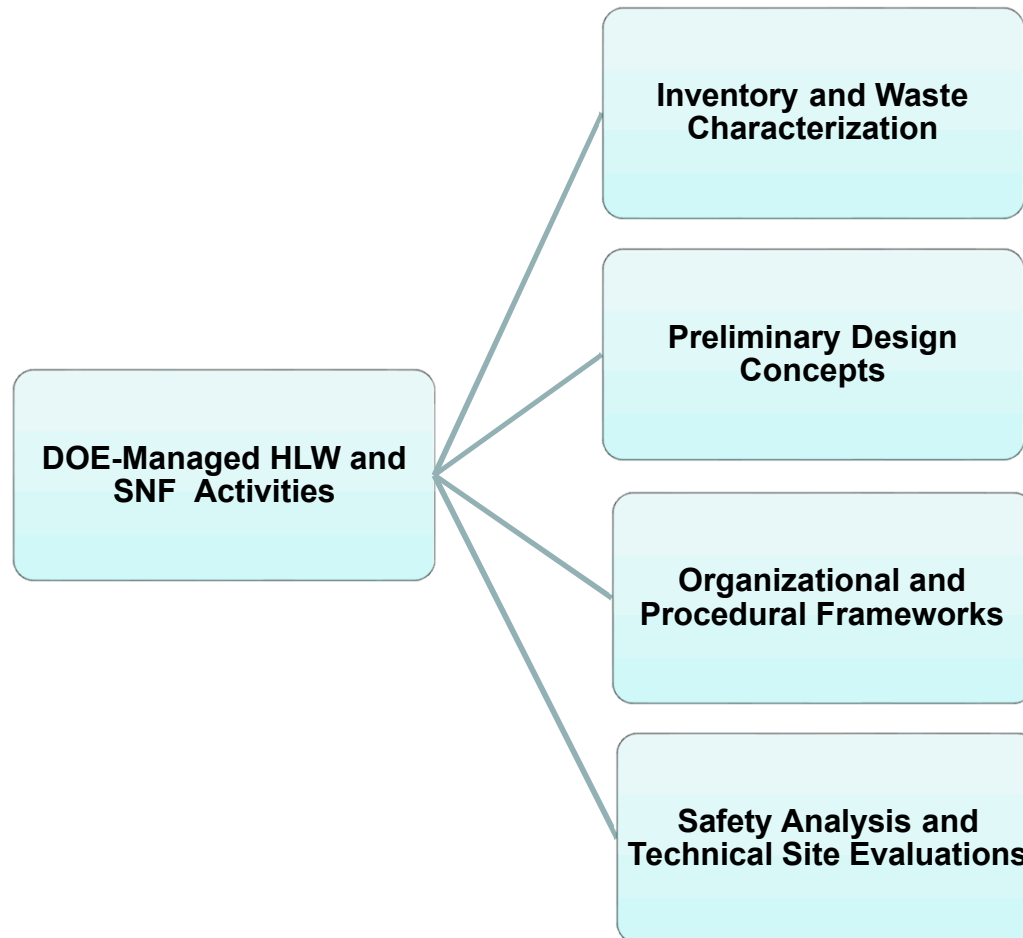 Inventory and Waste
Characterization
Preliminary Design
Concepts
DOE-Managed HLW and
SNF Activities
Organizational and
Procedural Frameworks
Safety Analysis and
Technical Site Evaluations